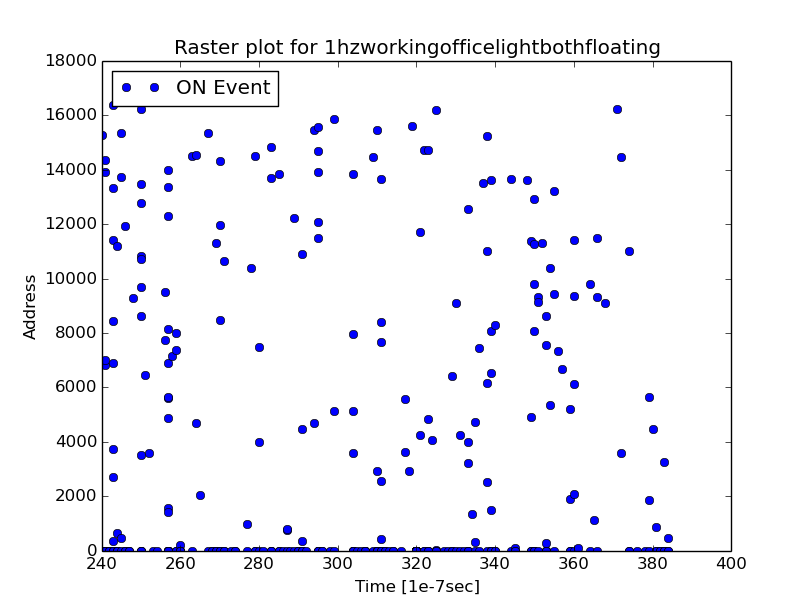 Raster plot for 1hzworkingofficelightbothfloating
ON Event
18000
16000
14000
12000
10000
8000
6000
4000
2000
0
Address
240 260 280 300 320 340 360 380 400
Time [1e-7sec]